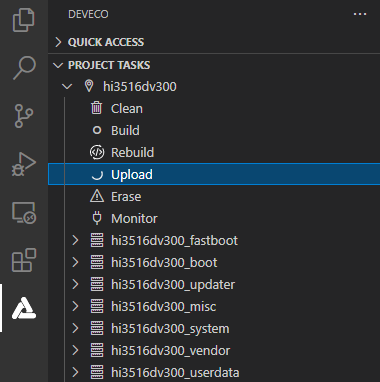 DEVECO
QUICK ACCESS
PROJECT TASKS
hi3516dv300
Clean
Build
Rebuild
Upload
Erase
Monitor
hi3516dv300_fastboot
hi3516dv300_boot
hi3516dv300_updater
hi3516dv300_misc
hi3516dv300_system
hi3516dv300_vendor
hi3516dv300_userdata